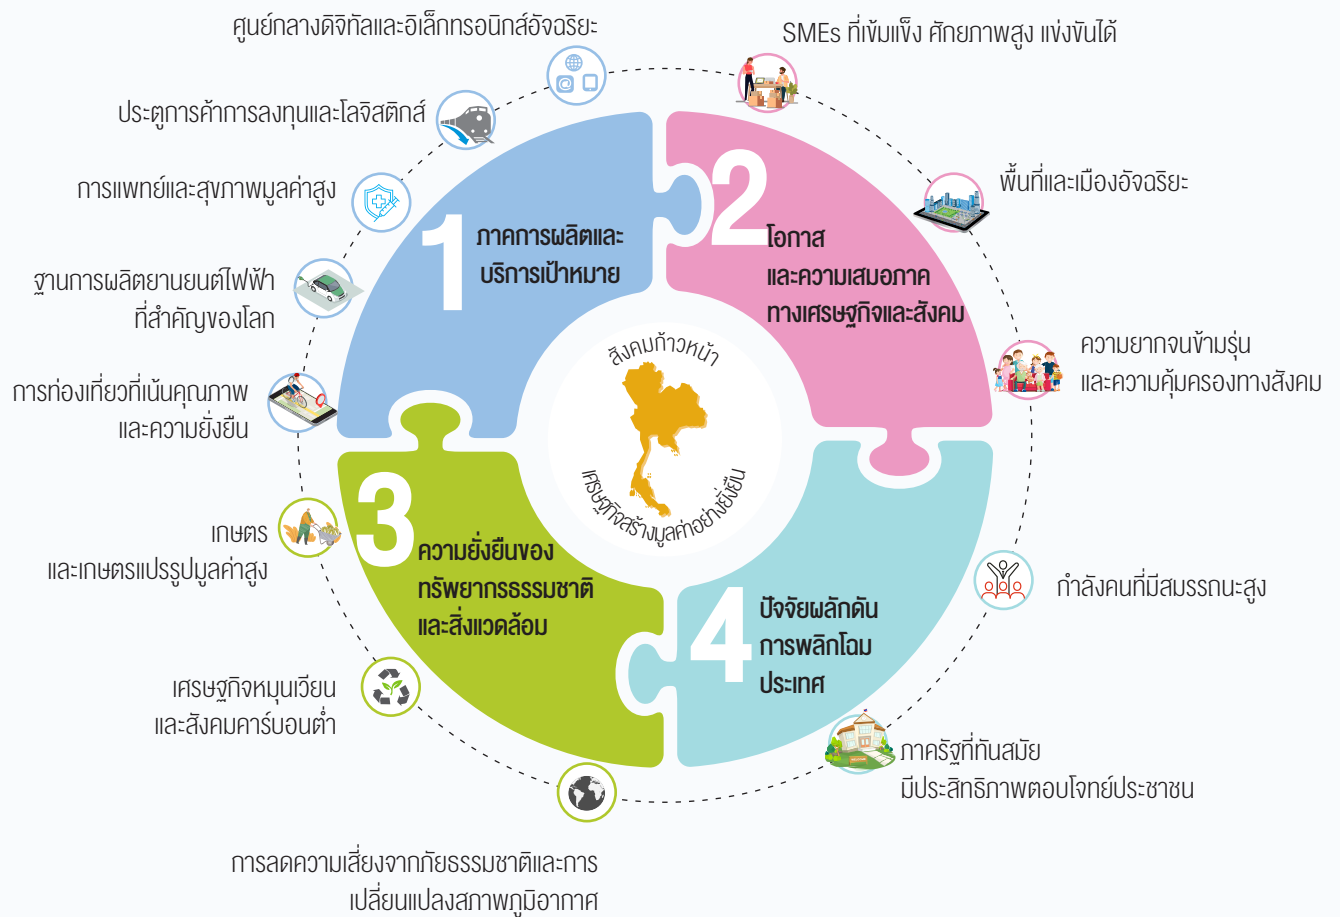 ศูนย์กลางดิจิทัลและอิเล็กทรอนิกส์อัจฉริยะ
ประตูการค้าการลงทุนและโลจิสติกส์
การแพทย์และสุขภาพมูลค่าสูง
ฐานการผลิตยานยนต์ไฟฟ้า
ที่สำคัญของโลก
การท่องเที่ยวที่เน้นคุณภาพ
และความยั่งยืน
เกษตร
และเกษตรแปรรูปมูลค่าสูง
เศรษฐกิจหมุนเวียน
และสังคมคาร์บอนต่ำ
การลดความเสี่ยงจากภัยธรรมชาติและการ
เปลี่ยนแปลงสภาพภูมิอากาศ
1
ภาคการผลิตและ
บริการเป้าหมาย
2
โอกาส
และความเสมอภาค
ทางเศรษฐกิจและสังคม
สังคมก้าวหน้า
เศรษฐกิจสร้างมูลค่าอย่างยั่งยืน
3
ความยั่งยืนของ
ทรัพยากรธรรมชาติ
และสิ่งแวดล้อม
4
ปัจจัยผลักดัน
การพลิกโฉม
ประเทศ
SMEs ที่เข้มแข็ง ศักยภาพสูง แข่งขันได้
พื้นที่และเมืองอัจฉริยะ
ความยากจนข้ามรุ่น
และความคุ้มครองทางสังคม
กำลังคนที่มีสมรรถนะสูง
ภาครัฐที่ทันสมัย
มีประสิทธิภาพตอบโจทย์ประชาชน